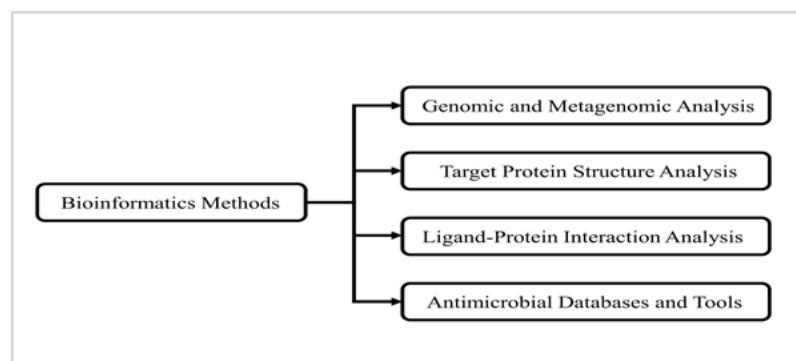 Genomic and Metagenomic Analysis
Target Protein Structure Analysis
Bioinformatics Methods
Ligand-Protein Interaction Analysis
Antimicrobial Databases and Tools